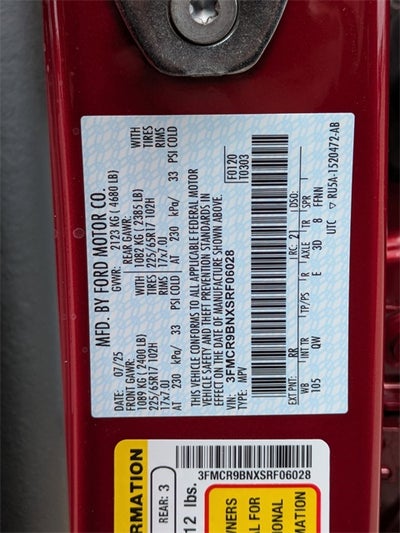 MFD. BY FORD MOTOR CO.
DATE: 07/25 GVWR: 2123 KG ( 4680 LB)
FRONT GAWR: REAR GAWR: WITH
1089 KG ( 2400 LB) 1082 KG ( 2385 LB) TIRES
225/65R17 102H WITH TIRES 225/65R17 102H RIMS
17x7.0J RIMS 17x7.0J
AT 230 kPa/ 33 PSI COLD AT 230 kPa/ 33 PSI COLD
THIS VEHICLE CONFORMS TO ALL APPLICABLE FEDERAL MOTOR
VEHICLE SAFETY AND THEFT PREVENTION STANDARDS IN
EFFECT ON THE DATE OF MANUFACTURE SHOWN ABOVE.
VIN: 3FMCR9BNXSRF06028
TYPE: MPV
F0120
T0303
EXT PNT: RR RC: 21 DSO:
WB TP/PS R AXLE TR SPR
105 QW E 3D 8 FFNN
UTC ▽ RU5A-1520472-AB
3FMCR9BNXSRF06028
REAR: 3
12 lbs.